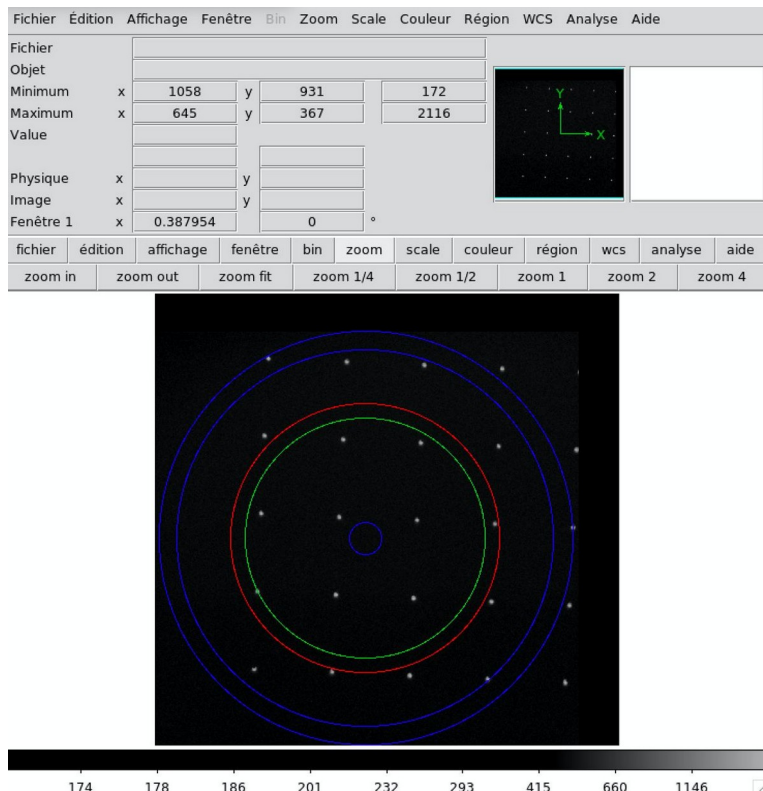 Fichier Édition Affichage Fenêtre Bin Zoom Scale Couleur Région WCS Analyse Aide
Fichier
Objet
Minimum x 1058 y 931 172
Maximum x 645 y 367 2116
Value
Physique x y
Image x y
Fenêtre 1 x 0.387954 0 °
Y
X
fichier édition affichage fenêtre bin zoom scale couleur région wcs analyse aide
zoom in zoom out zoom fit zoom 1/4 zoom 1/2 zoom 1 zoom 2 zoom 4
174 178 186 201 232 293 415 660 1146